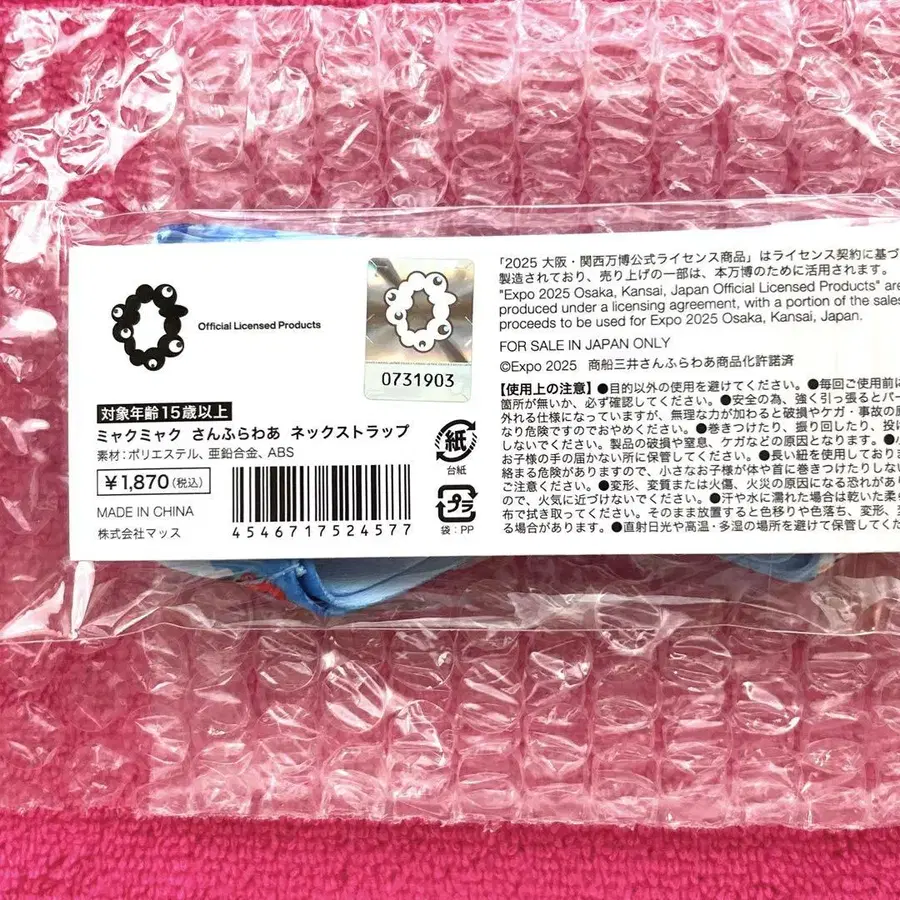 Official Licensed Products
0731903
対象年齢15歳以上
ミャクミャク さんふらわあ ネックストラップ
素材:ポリエステル、亜鉛合金、ABS
¥1,870(税込)
MADE IN CHINA
株式会社マッス
4546717524577
紙
台紙
プラ
袋:PP
「2025 大阪・関西万博公式ライセンス商品」はライセンス契約に基づ
製造されており、売り上げの一部は、本万博のために活用されます。
"Expo 2025 Osaka, Kansai, Japan Official Licensed Products" are
produced under a licensing agreement, with a portion of the sales
proceeds to be used for Expo 2025 Osaka, Kansai, Japan.
FOR SALE IN JAPAN ONLY
©Expo 2025 商船三井さんふらわあ商品化許諾済
【使用上の注意】●目的以外の使用を避けてください。●毎回ご使用前に
箇所が無いか、必ず確認してください。●安全の為、強く引っ張るとパー
外れる仕様になっていますが、無理な力が加わると破損やケガ・事故の原
なり危険ですのでおやめください。●巻きつけたり、振り回したり、投げ
しないでください。製品の破損や窒息、ケガなどの原因となります。●小
お子様の手の届かない所に保管してください。●長い紐を使用しており
絡まる危険がありますので、小さなお子様が体や首に巻きつけたりしない
ご注意ください。●変形、変質または火傷、火災の原因になる恐れがあり
ので、火気に近づけないでください。●汗や水に濡れた場合は乾いた柔ら
布で拭き取ってください。そのまま放置すると色移りや色落ち、変形、変
る場合があります。●直射日光や高温・多湿の場所を避けて保管してくだ